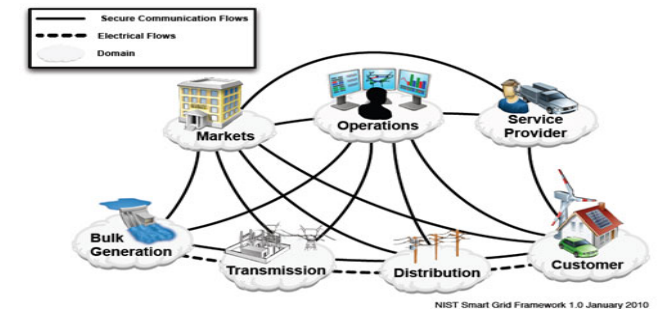 Secure Communication Flows
Electrical Flows
Domain
Markets
Operations
Service
Provider
Bulk
Generation
Transmission
Distribution
Customer
NIST Smart Grid Framework 1.0 January 2010